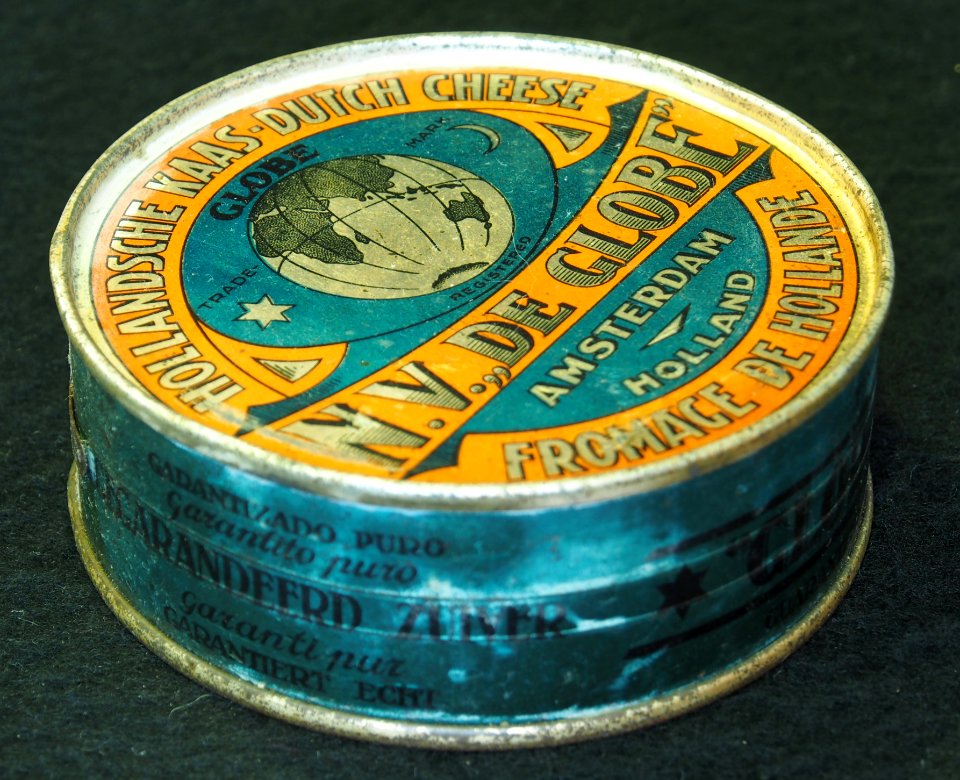 HOLLANDSCHE KAAS-DUTCH CHEESE
GLOBE
TRADE-
MARK
REGISTERED
N.V. „DE GLOBE”
AMSTERDAM
HOLLAND
FROMAGE DE HOLLANDE
GARANTIZADO PURO
Garantito puro
GEGARANDEERD ZUIVER
garanti pur
GARANTIERT ECHT